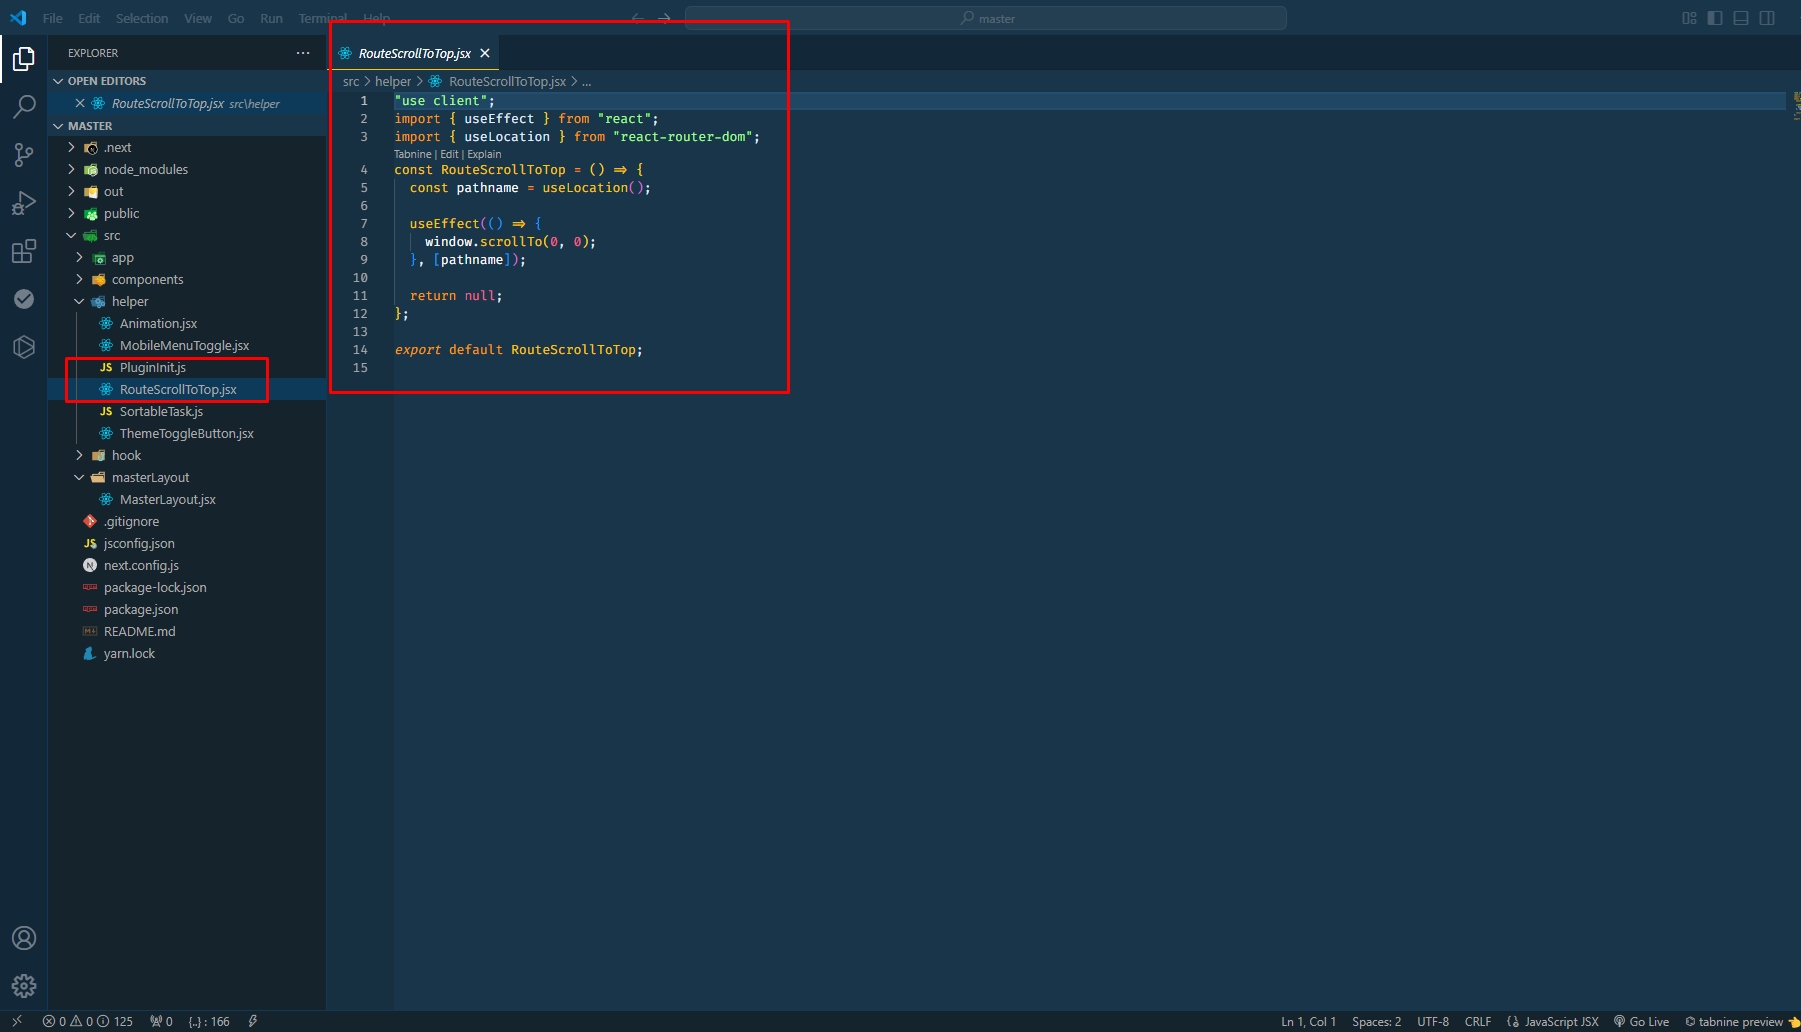 File Edit Selection View Go Run Terminal Help
master
EXPLORER
OPEN EDITORS
RouteScrollToTop.jsx src\helper
MASTER
.next
node_modules
out
public
src
app
components
helper
Animation.jsx
MobileMenuToggle.jsx
JS PluginInit.js
RouteScrollToTop.jsx
JS SortableTask.js
ThemeToggleButton.jsx
hook
masterLayout
MasterLayout.jsx
.gitignore
JS jsconfig.json
N next.config.js
package-lock.json
package.json
README.md
yarn.lock
RouteScrollToTop.jsx
src > helper > RouteScrollToTop.jsx > ...
1 "use client";
2 import { useEffect } from "react";
3 import { useLocation } from "react-router-dom";
Tabnine | Edit | Explain
4 const RouteScrollToTop = () => {
5 const pathname = useLocation();
6
7 useEffect(() => {
8 window.scrollTo(0, 0);
9 }, [pathname]);
10
11 return null;
12 };
13
14 export default RouteScrollToTop;
15
0 0 125 0 {..} : 166
Ln 1, Col 1 Spaces: 2 UTF-8 CRLF JavaScript JSX Go Live tabnine preview